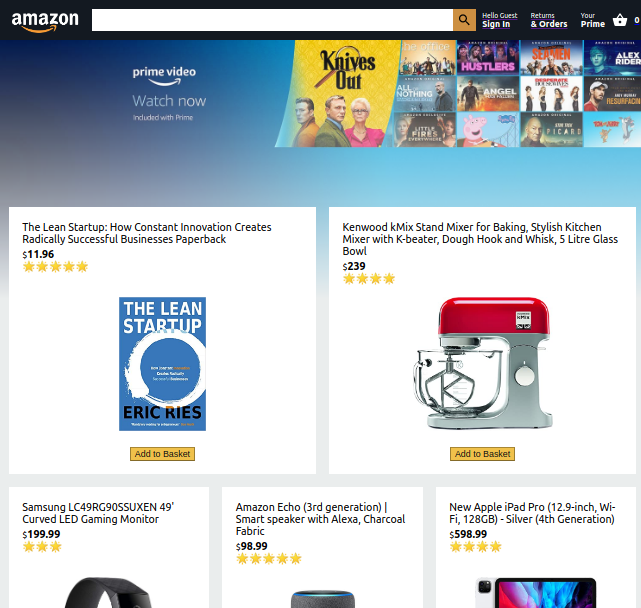 amazon
Hello Guest
Sign In
Returns
& Orders
Your
Prime
0
prime video
Watch now
Included with Prime
Knives
Out
the office
HUSTLERS
ALEX
RIDER
ALL OR
NOTHING
ANGEL
DESPERATE
HOUSEWIVES
LITTLE
FIRES
EVERYWHERE
PICARD
The Lean Startup: How Constant Innovation Creates
Radically Successful Businesses Paperback
$11.96
THE LEAN
STARTUP
ERIC RIES
Add to Basket
Kenwood kMix Stand Mixer for Baking, Stylish Kitchen
Mixer with K-beater, Dough Hook and Whisk, 5 Litre Glass
Bowl
$239
kMix
Add to Basket
Samsung LC49RG90SSUXEN 49'
Curved LED Gaming Monitor
$199.99
Amazon Echo (3rd generation) |
Smart speaker with Alexa, Charcoal
Fabric
$98.99
New Apple iPad Pro (12.9-inch, Wi-
Fi, 128GB) - Silver (4th Generation)
$598.99